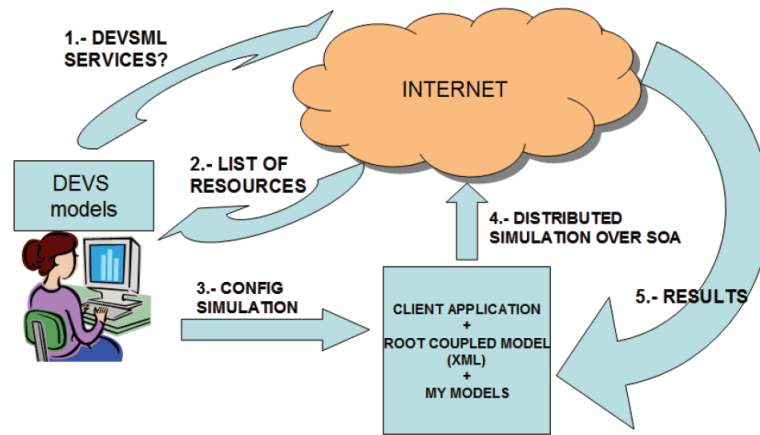 1.- DEVSML
SERVICES?
INTERNET
2.- LIST OF
RESOURCES
DEVS
models
4.- DISTRIBUTED
SIMULATION OVER SOA
3.- CONFIG
SIMULATION
5.- RESULTS
CLIENT APPLICATION
+
ROOT COUPLED MODEL
(XML)
+
MY MODELS